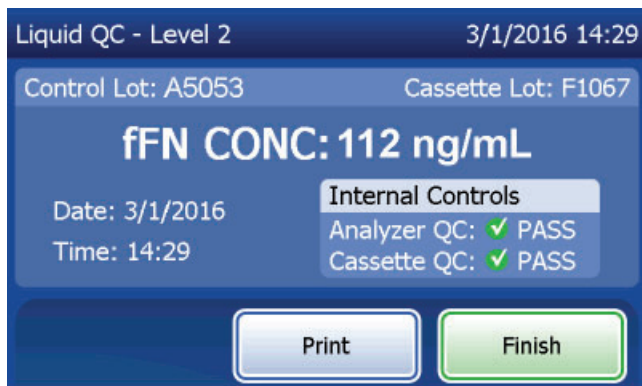 Liquid QC - Level 2 3/1/2016 14:29
Control Lot: A5053 Cassette Lot: F1067
fFN CONC: 112 ng/mL
Date: 3/1/2016
Time: 14:29
Internal Controls
Analyzer QC: ✓ PASS
Cassette QC: ✓ PASS
Print Finish